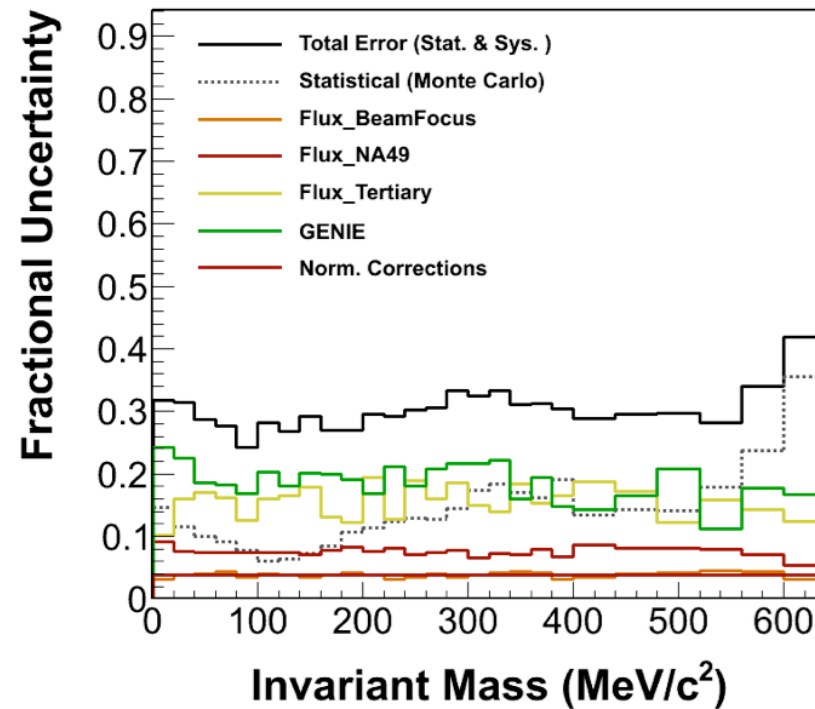 Fractional Uncertainty
0.9
0.8
0.7
0.6
0.5
0.4
0.3
0.2
0.1
0
Total Error (Stat. & Sys. )
Statistical (Monte Carlo)
Flux_BeamFocus
Flux_NA49
Flux_Tertiary
GENIE
Norm. Corrections
0 100 200 300 400 500 600
Invariant Mass (MeV/c²)